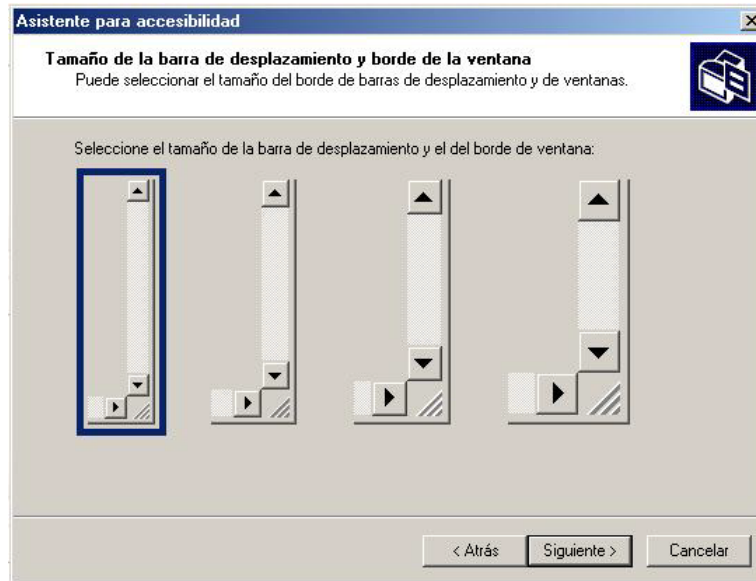 Asistente para accesibilidad
Tamaño de la barra de desplazamiento y borde de la ventana
Puede seleccionar el tamaño del borde de barras de desplazamiento y de ventanas.
Seleccione el tamaño de la barra de desplazamiento y el del borde de ventana:
< Atrás
Siguiente >
Cancelar